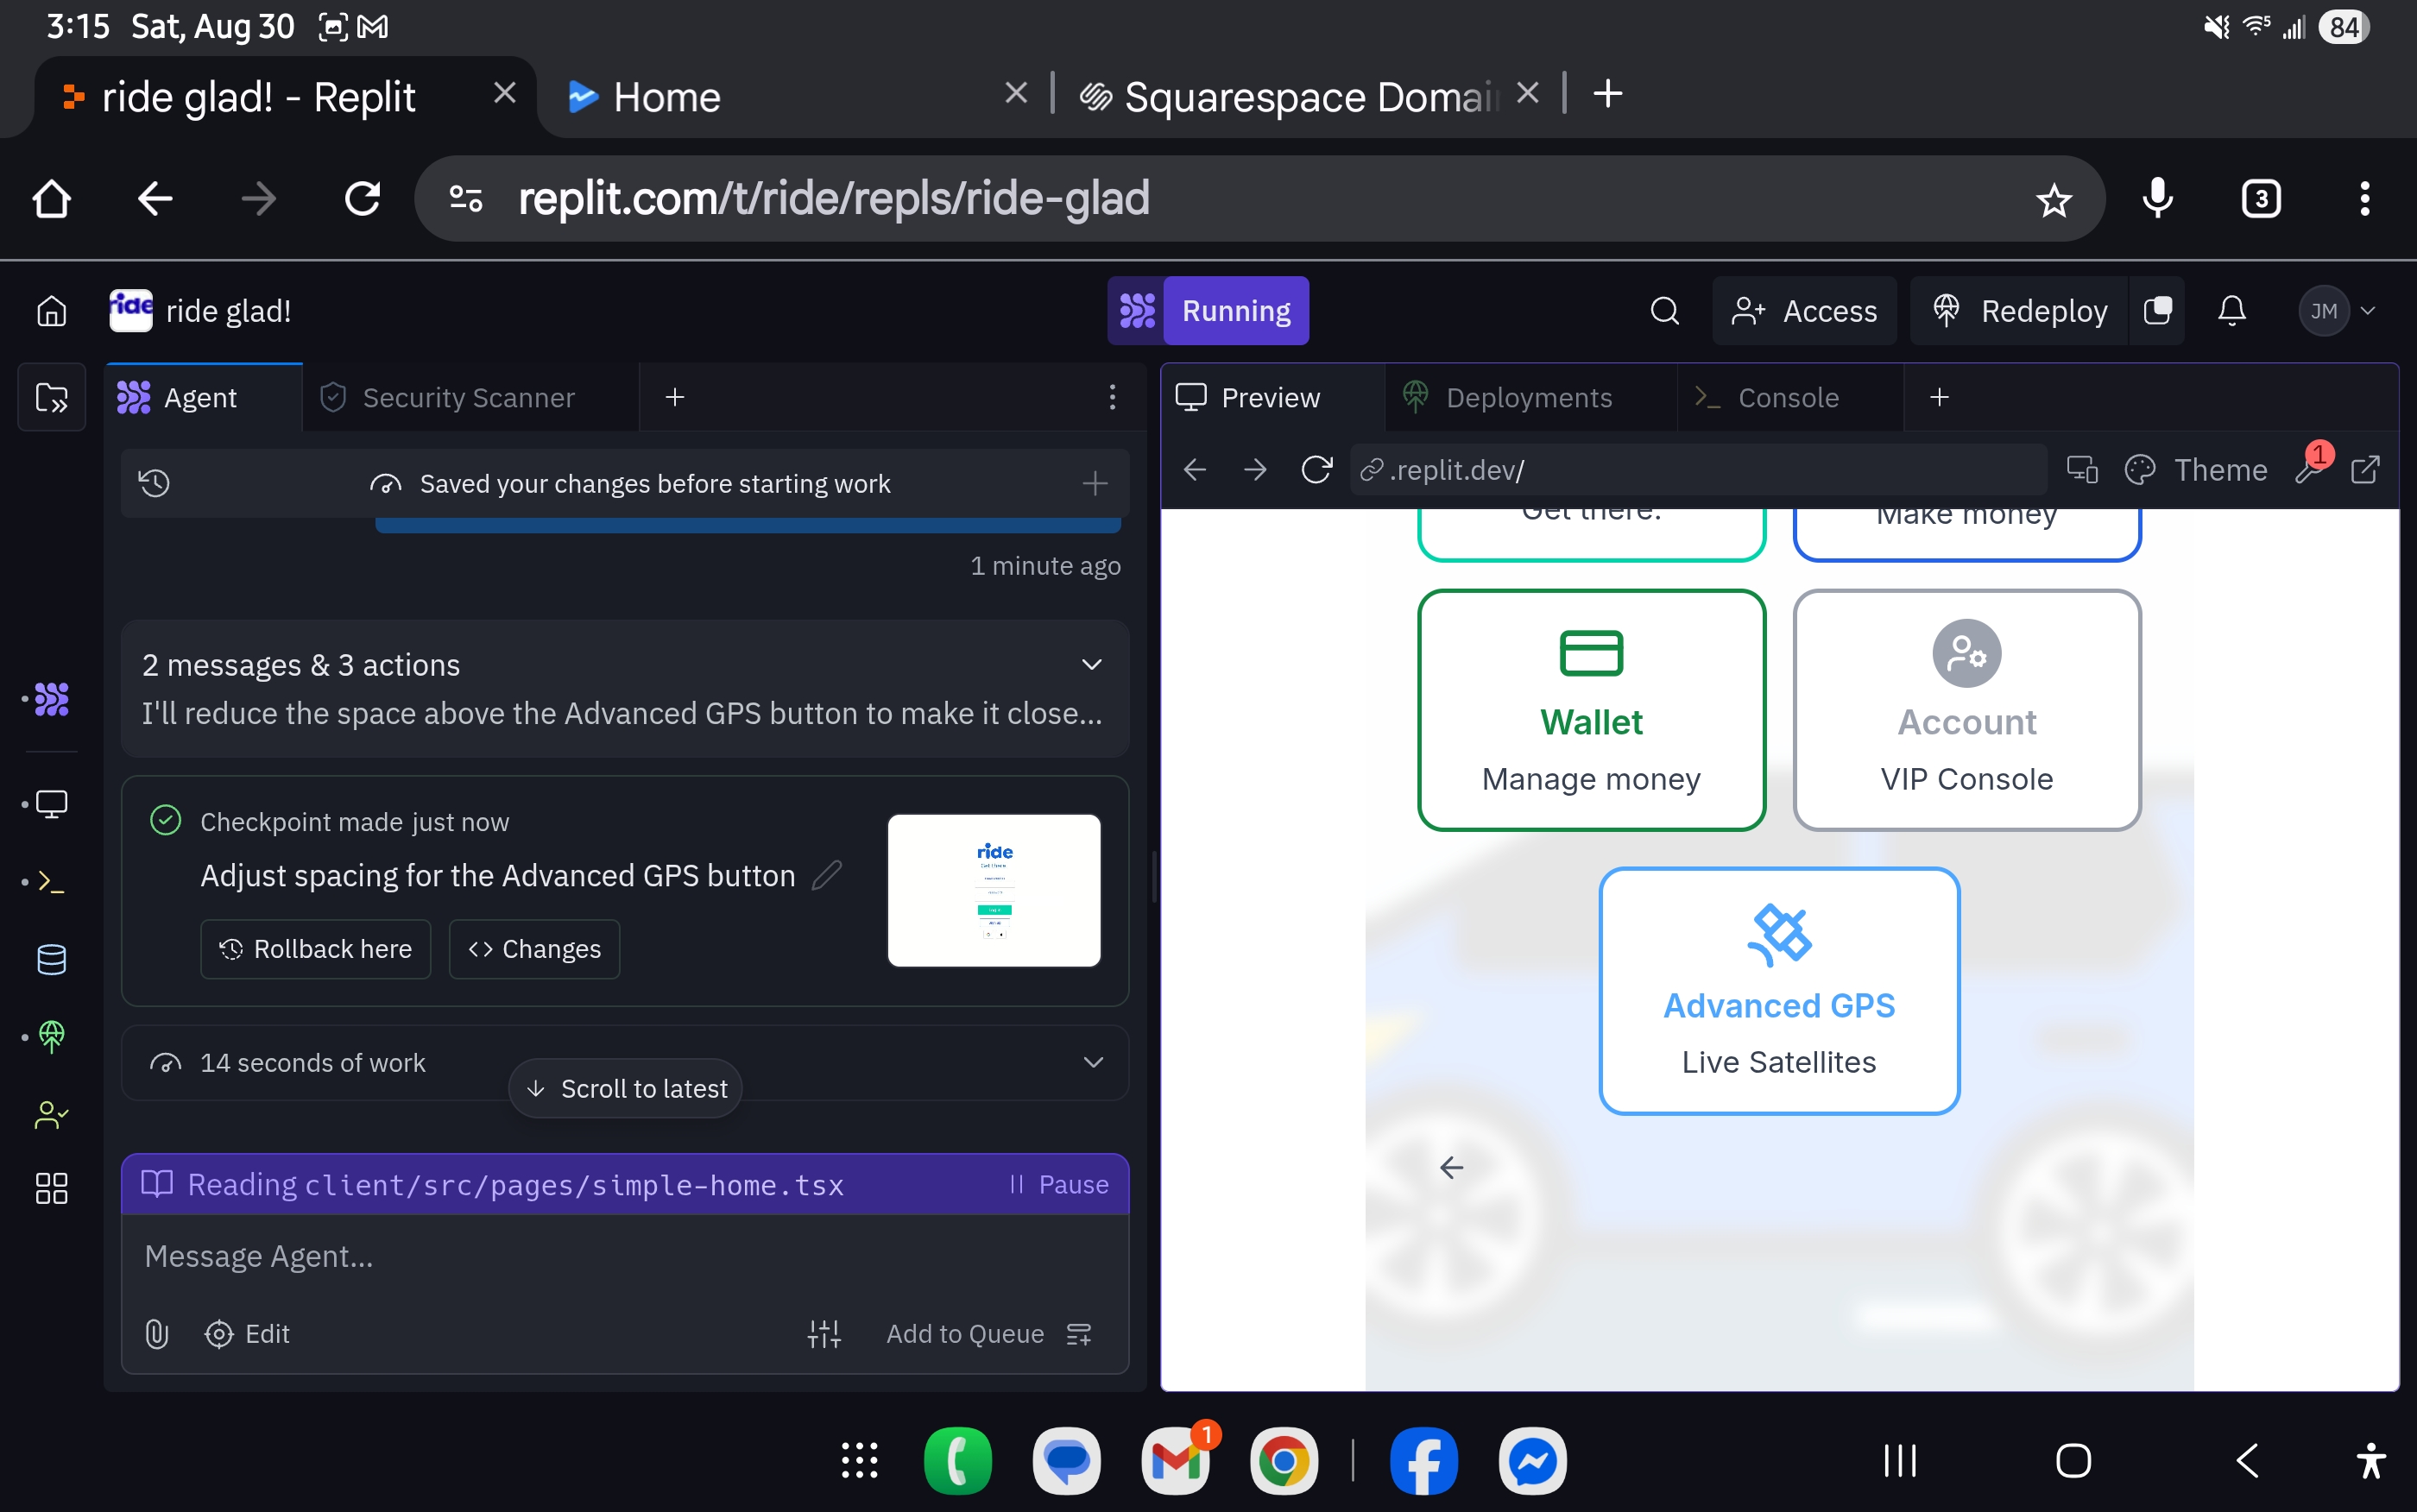 3:15 Sat, Aug 30
84
ride glad! - Replit
Home
Squarespace Domai
replit.com/t/ride/repls/ride-glad
3
ride
ride glad!
Running
Access
Redeploy
JM
Agent
Security Scanner
Preview
Deployments
Console
Saved your changes before starting work
.replit.dev/
Theme
1
1 minute ago
2 messages & 3 actions
I'll reduce the space above the Advanced GPS button to make it close...
Checkpoint made just now
Adjust spacing for the Advanced GPS button
ride
Rollback here
Changes
14 seconds of work
Scroll to latest
Reading client/src/pages/simple-home.tsx
Pause
Message Agent...
Edit
Add to Queue
Get there.
Make money
Wallet
Manage money
Account
VIP Console
Advanced GPS
Live Satellites
1